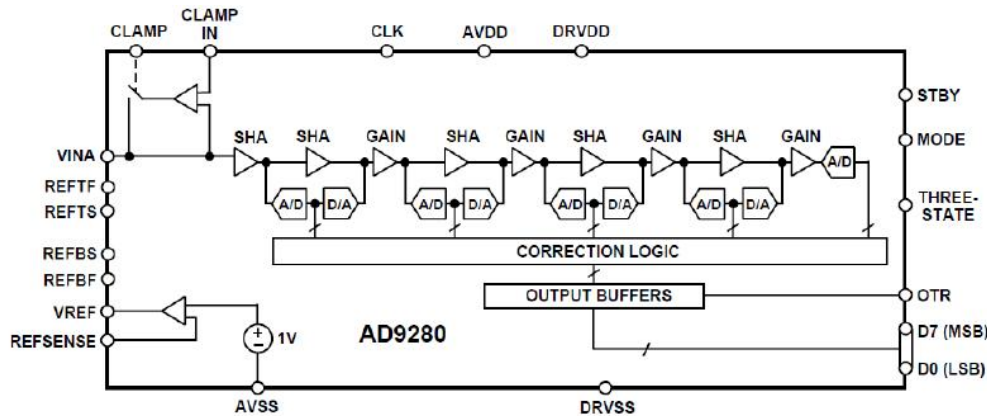 CLAMP
CLAMP IN
CLK
AVDD
DRVDD
STBY
MODE
THREE-STATE
VINA
REFTF
REFTS
REFBS
REFBF
VREF
REFSENSE
SHA SHA GAIN SHA GAIN SHA GAIN SHA GAIN
A/D
A/D D/A A/D D/A A/D D/A A/D D/A
CORRECTION LOGIC
OUTPUT BUFFERS
OTR
D7 (MSB)
D0 (LSB)
1V
AD9280
AVSS
DRVSS